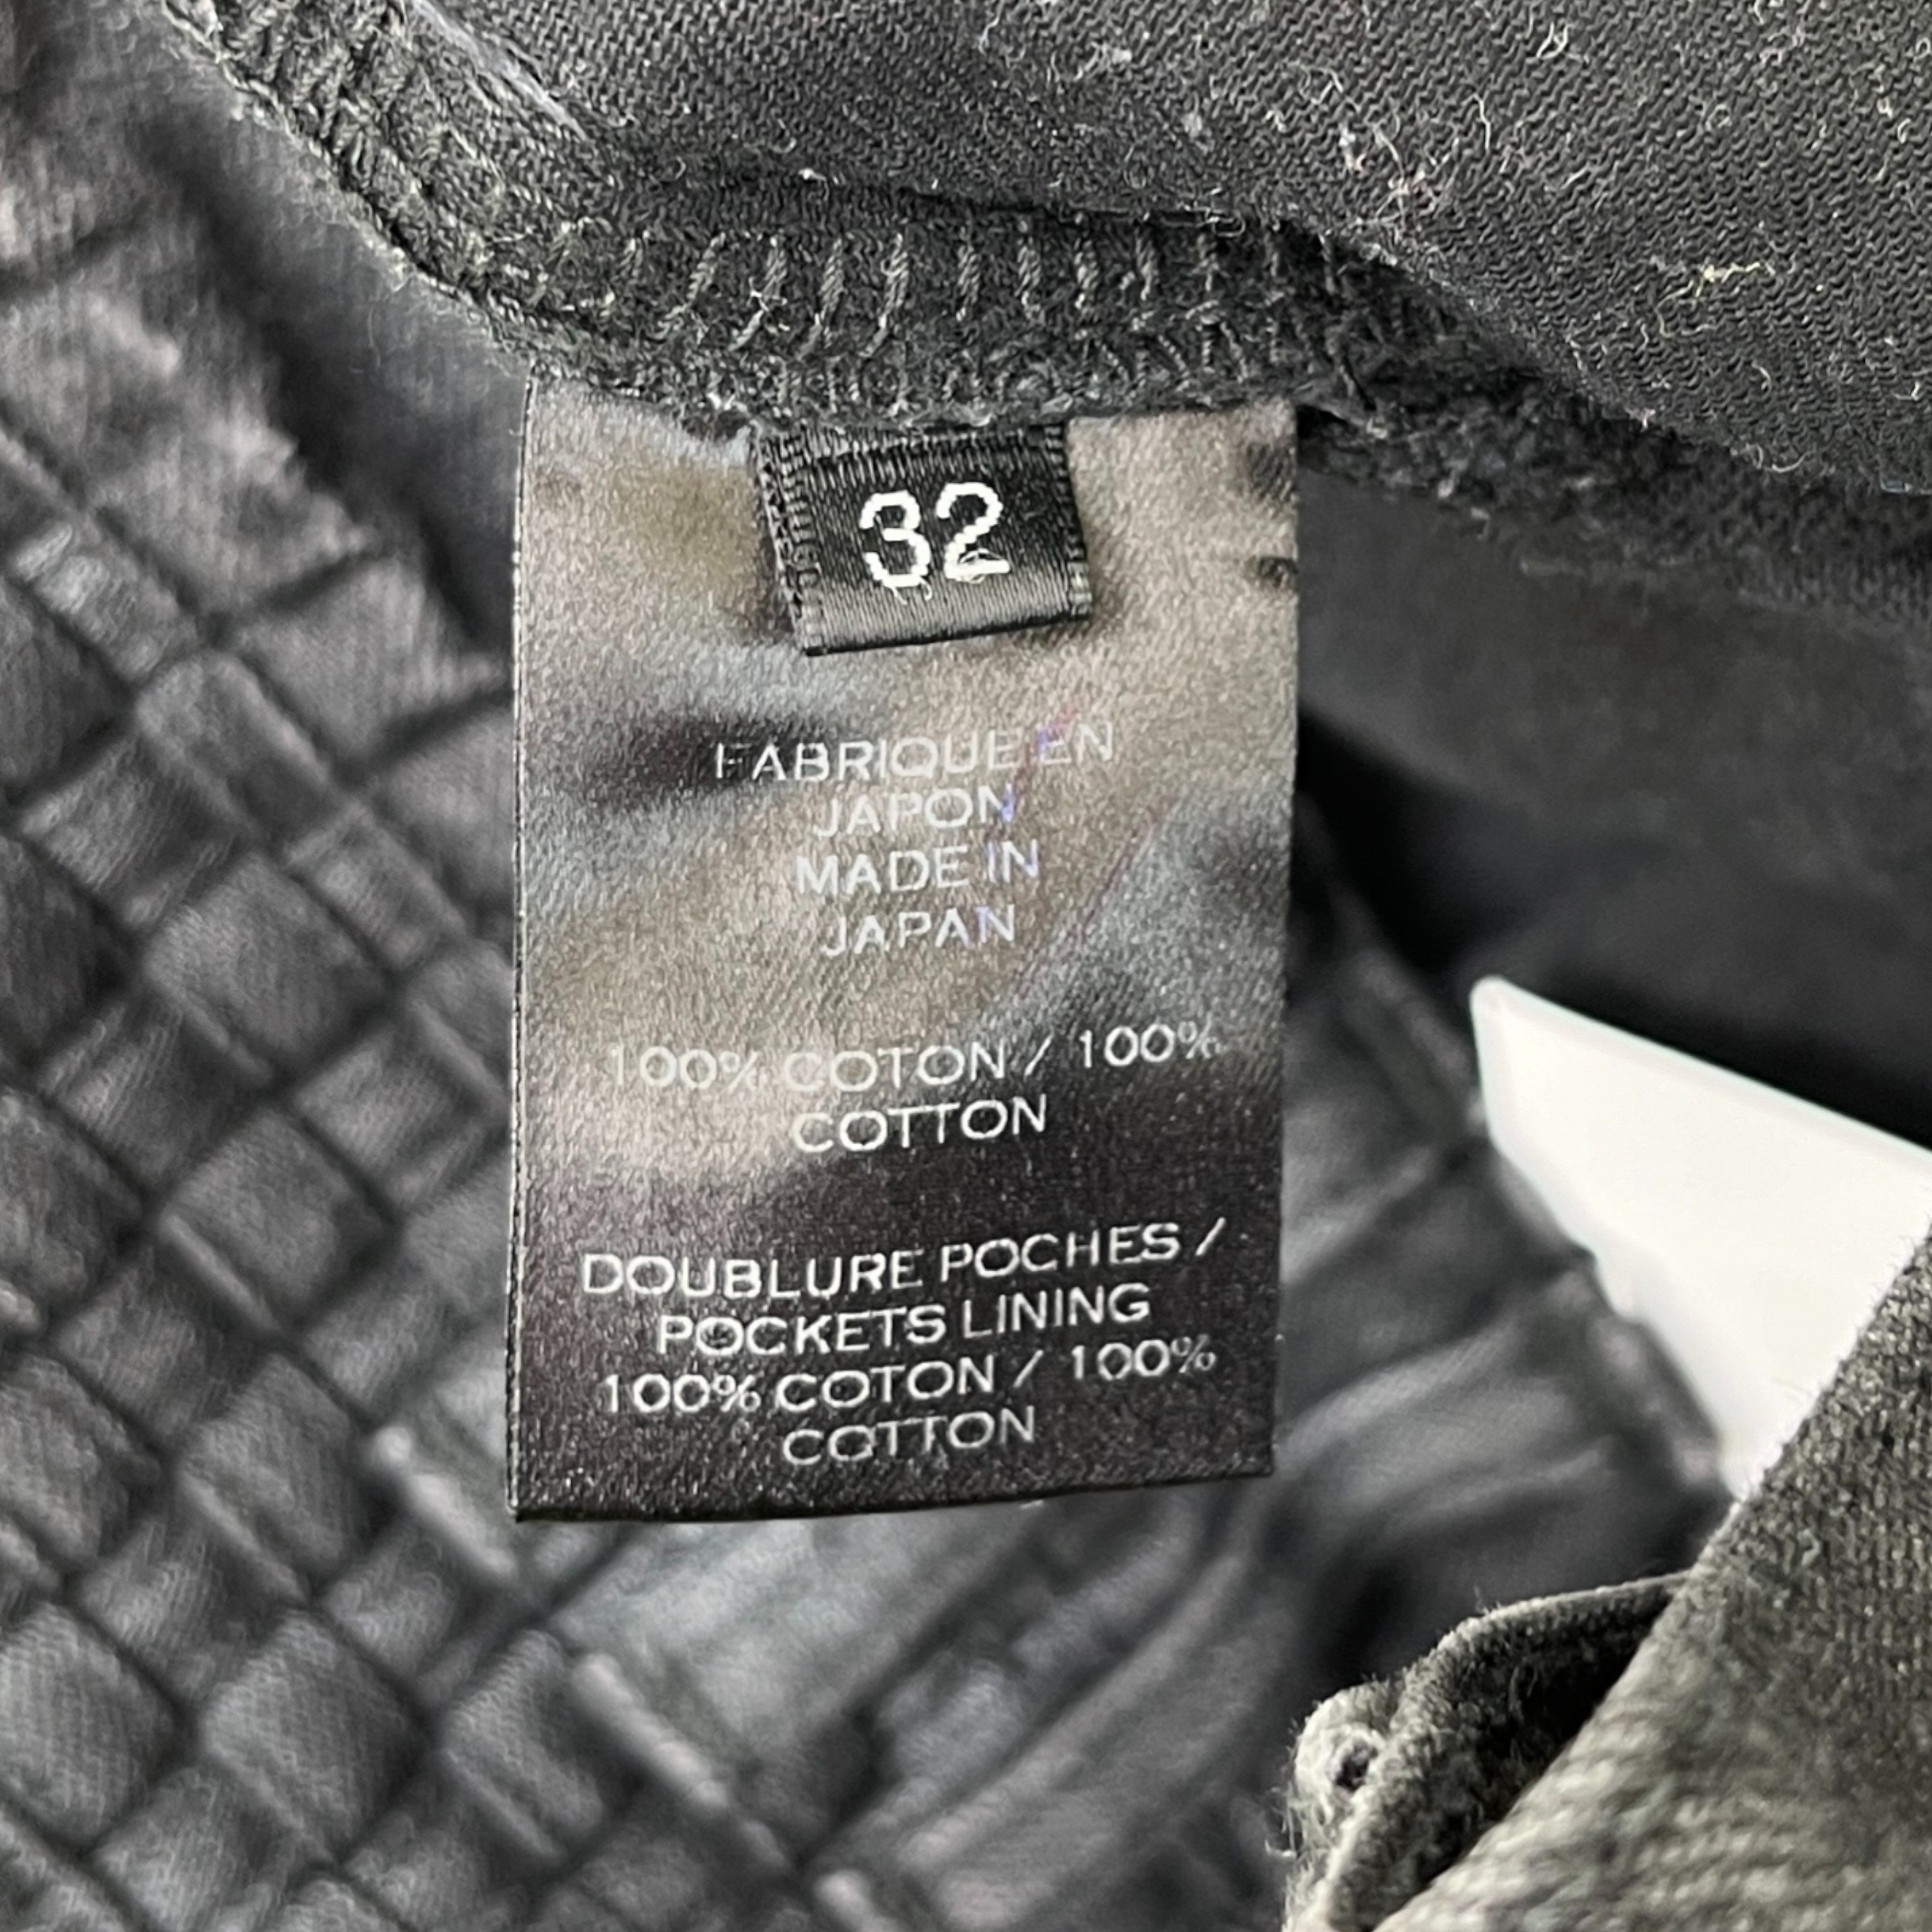 32
FABRIQUE EN
JAPON
MADE IN
JAPAN
100% COTON / 100%
COTTON
DOUBLURE POCHES /
POCKETS LINING
100% COTON / 100%
COTTON